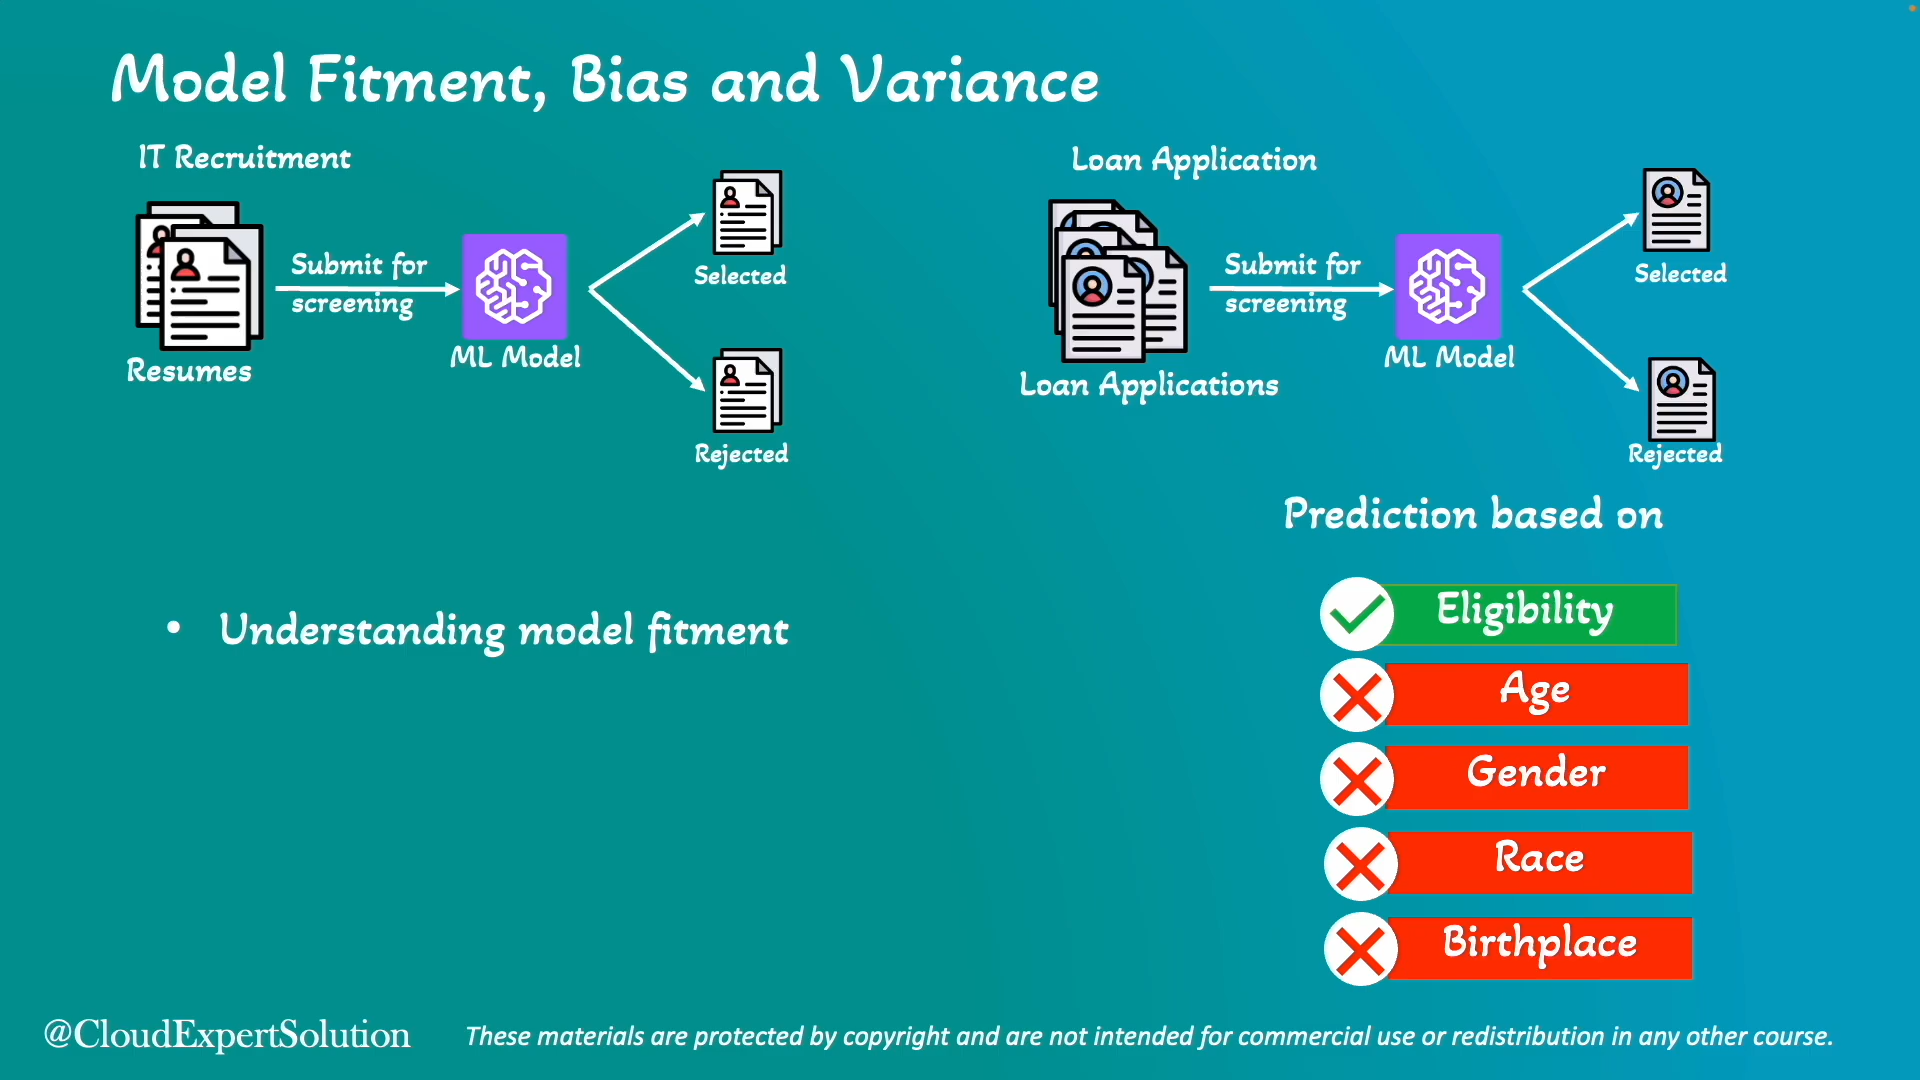 Model Fitment, Bias and Variance
IT Recruitment
Submit for
screening
Resumes
ML Model
Selected
Rejected
Loan Application
Submit for
screening
Loan Applications
ML Model
Selected
Rejected
• Understanding model fitment
Prediction based on
Eligibility
Age
Gender
Race
Birthplace
@CloudExpertSolution
These materials are protected by copyright and are not intended for commercial use or redistribution in any other course.